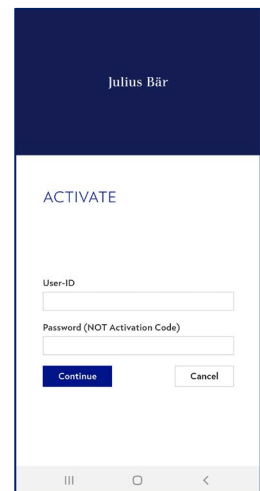 Julius Bär
ACTIVATE
User-ID
Password (NOT Activation Code)
Continue
Cancel